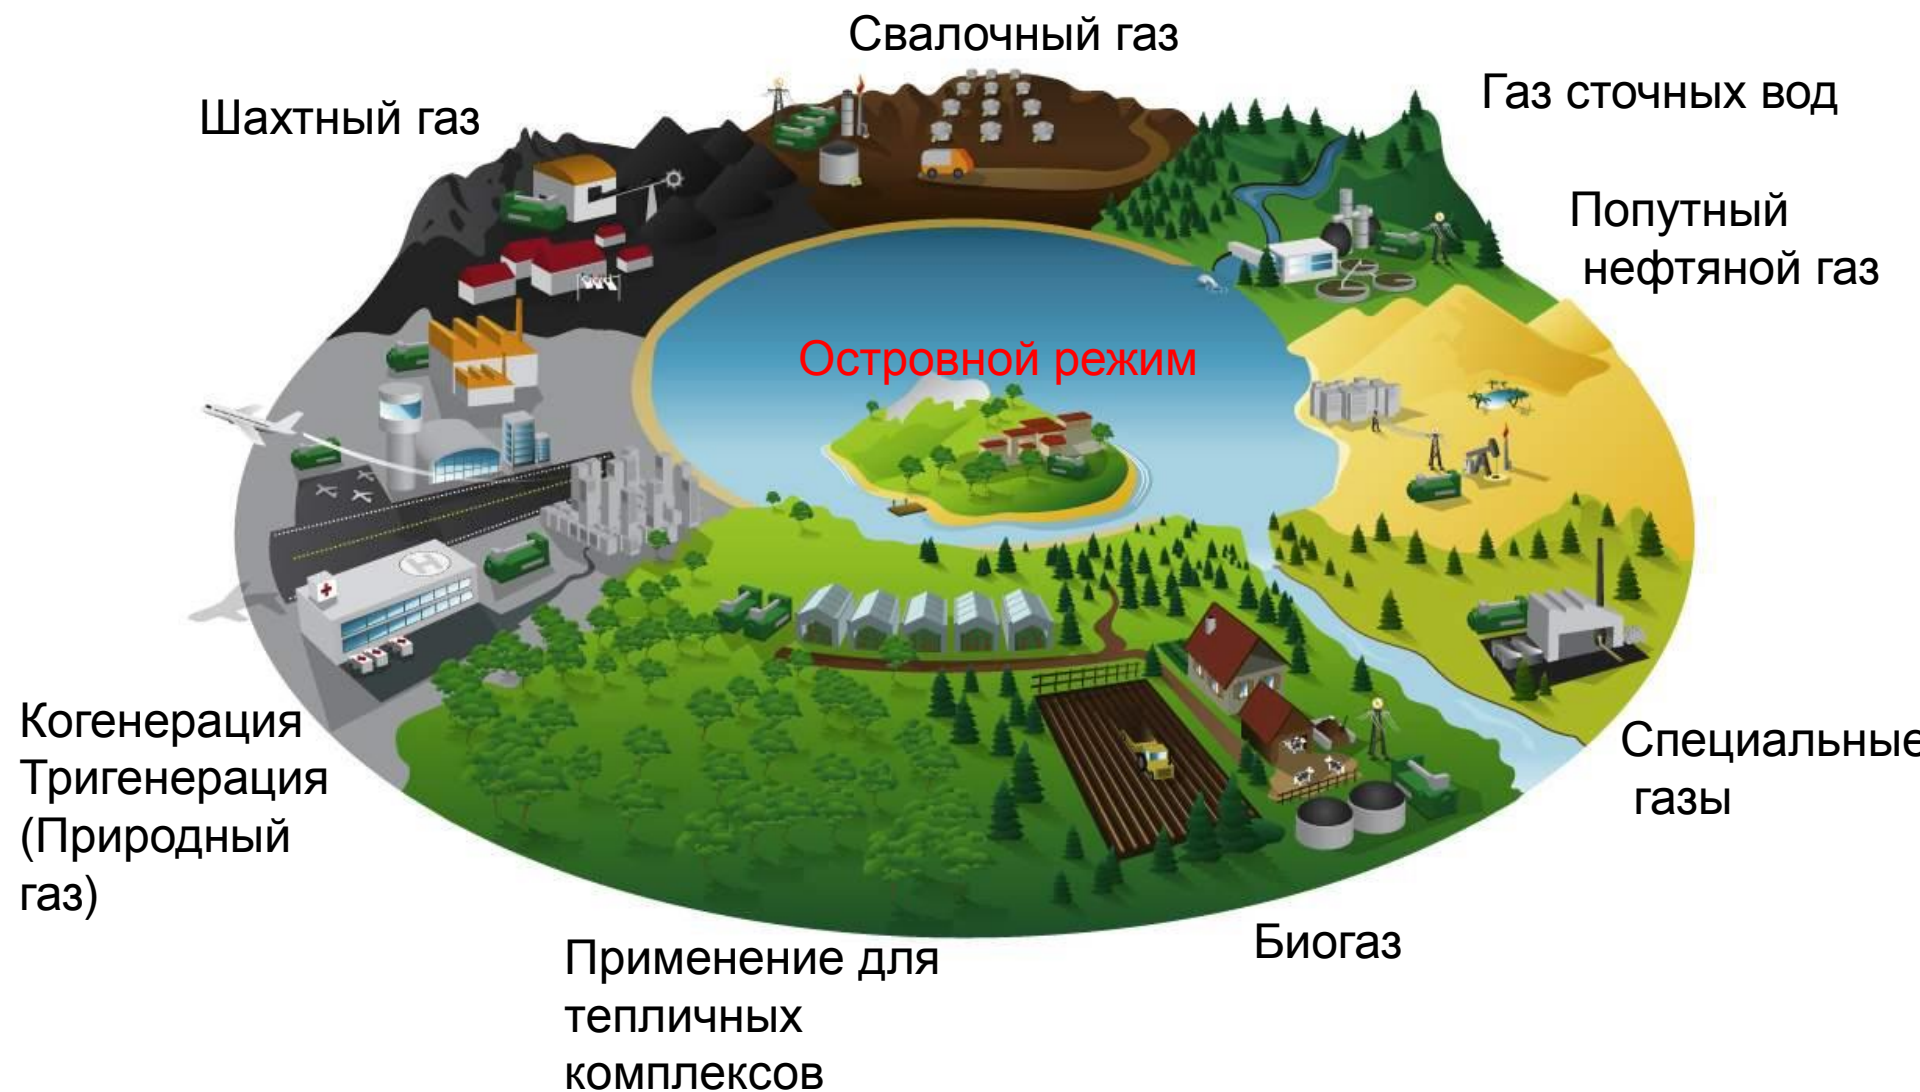 Свалочный газ
Газ сточных вод
Шахтный газ
Попутный
нефтяной газ
Островной режим
Когенерация
Тригенерация
(Природный
газ)
Специальные
газы
Биогаз
Применение для
тепличных
комплексов
H